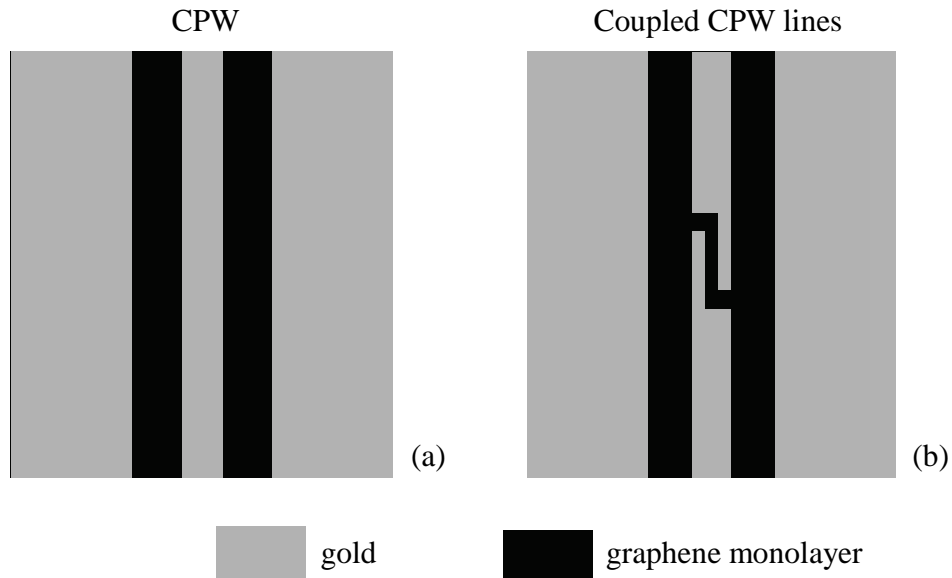 CPW
Coupled CPW lines
(a)
(b)
gold
graphene monolayer